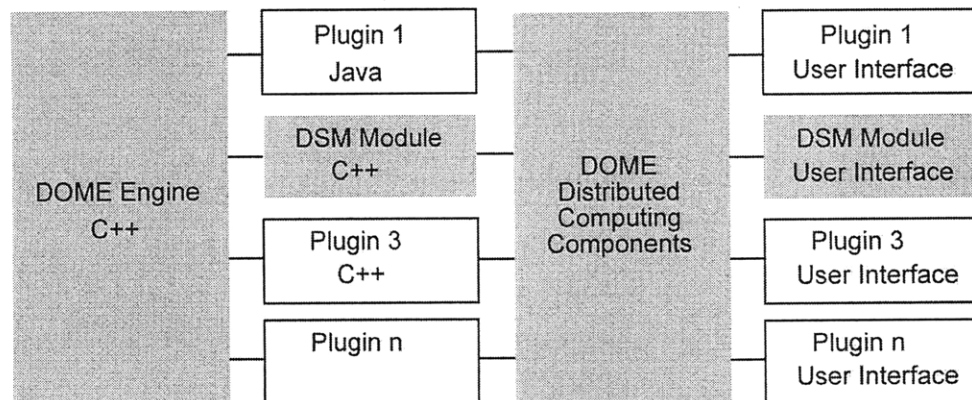 DOME Engine
C++
Plugin 1
Java
DSM Module
C++
Plugin 3
C++
Plugin n
DOME
Distributed
Computing
Components
Plugin 1
User Interface
DSM Module
User Interface
Plugin 3
User Interface
Plugin n
User Interface